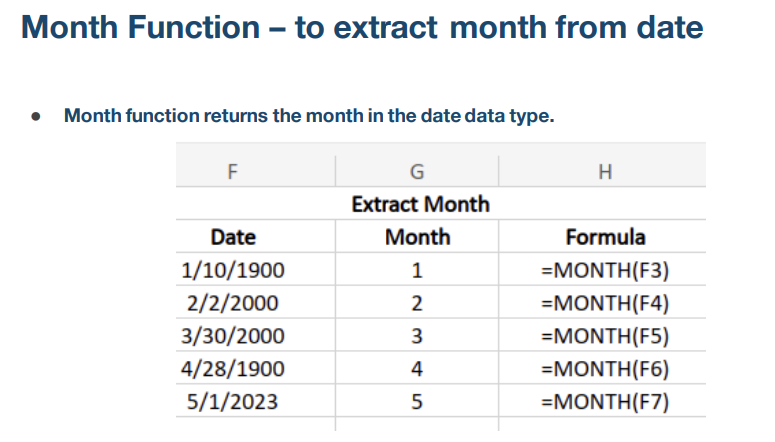 Month Function – to extract month from date
● Month function returns the month in the date data type.
F G H
Extract Month
Date Month Formula
1/10/1900 1 =MONTH(F3)
2/2/2000 2 =MONTH(F4)
3/30/2000 3 =MONTH(F5)
4/28/1900 4 =MONTH(F6)
5/1/2023 5 =MONTH(F7)